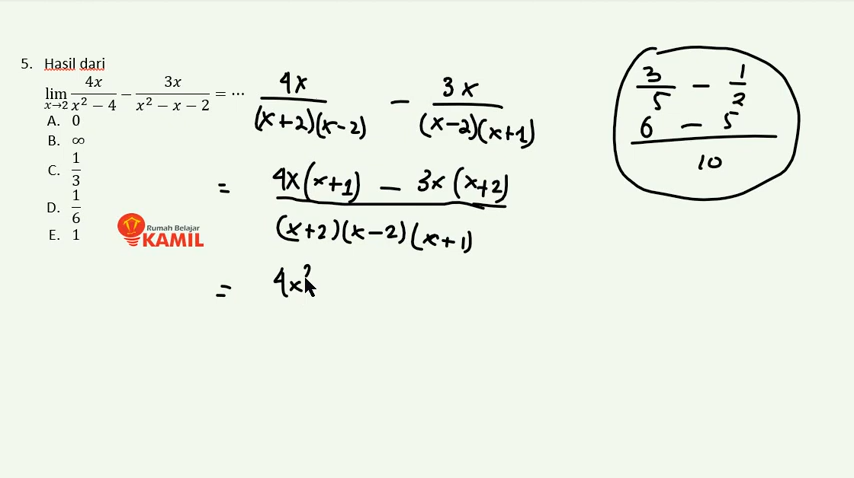 5. Hasil dari
lim x→2 4x/(x² − 4) − 3x/(x² − x − 2) = ⋯
A. 0
B. ∞
C. 1/3
D. 1/6
E. 1
Rumah Belajar
KAMIL
4x/((x+2)(x-2)) − 3x/((x-2)(x+1))
= (4x(x+1) − 3x(x+2))/((x+2)(x-2)(x+1))
= 4x²
3/5 − 1/2
(6 − 5)/10